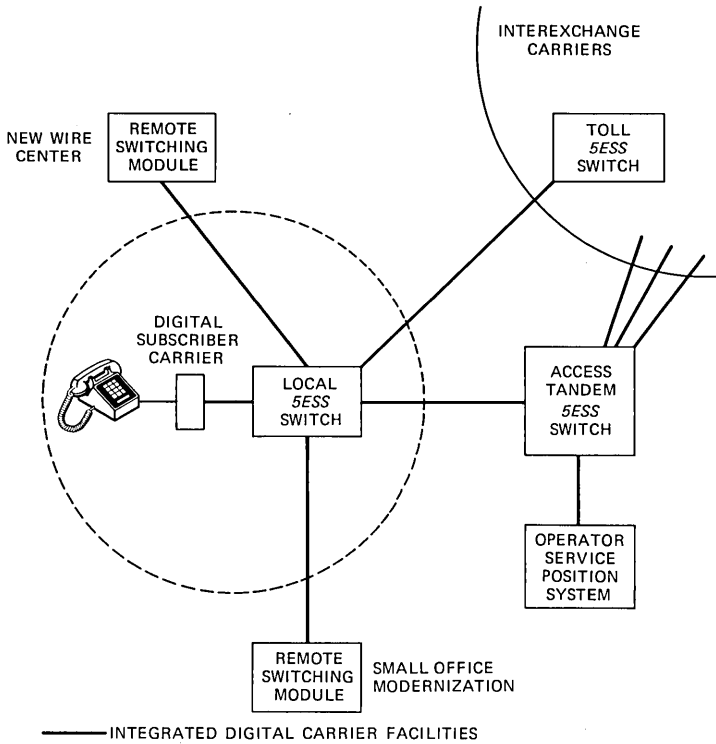 INTEREXCHANGE
CARRIERS
NEW WIRE
CENTER
REMOTE
SWITCHING
MODULE
TOLL
5ESS
SWITCH
DIGITAL
SUBSCRIBER
CARRIER
LOCAL
5ESS
SWITCH
ACCESS
TANDEM
5ESS
SWITCH
OPERATOR
SERVICE
POSITION
SYSTEM
REMOTE
SWITCHING
MODULE
SMALL OFFICE
MODERNIZATION
INTEGRATED DIGITAL CARRIER FACILITIES